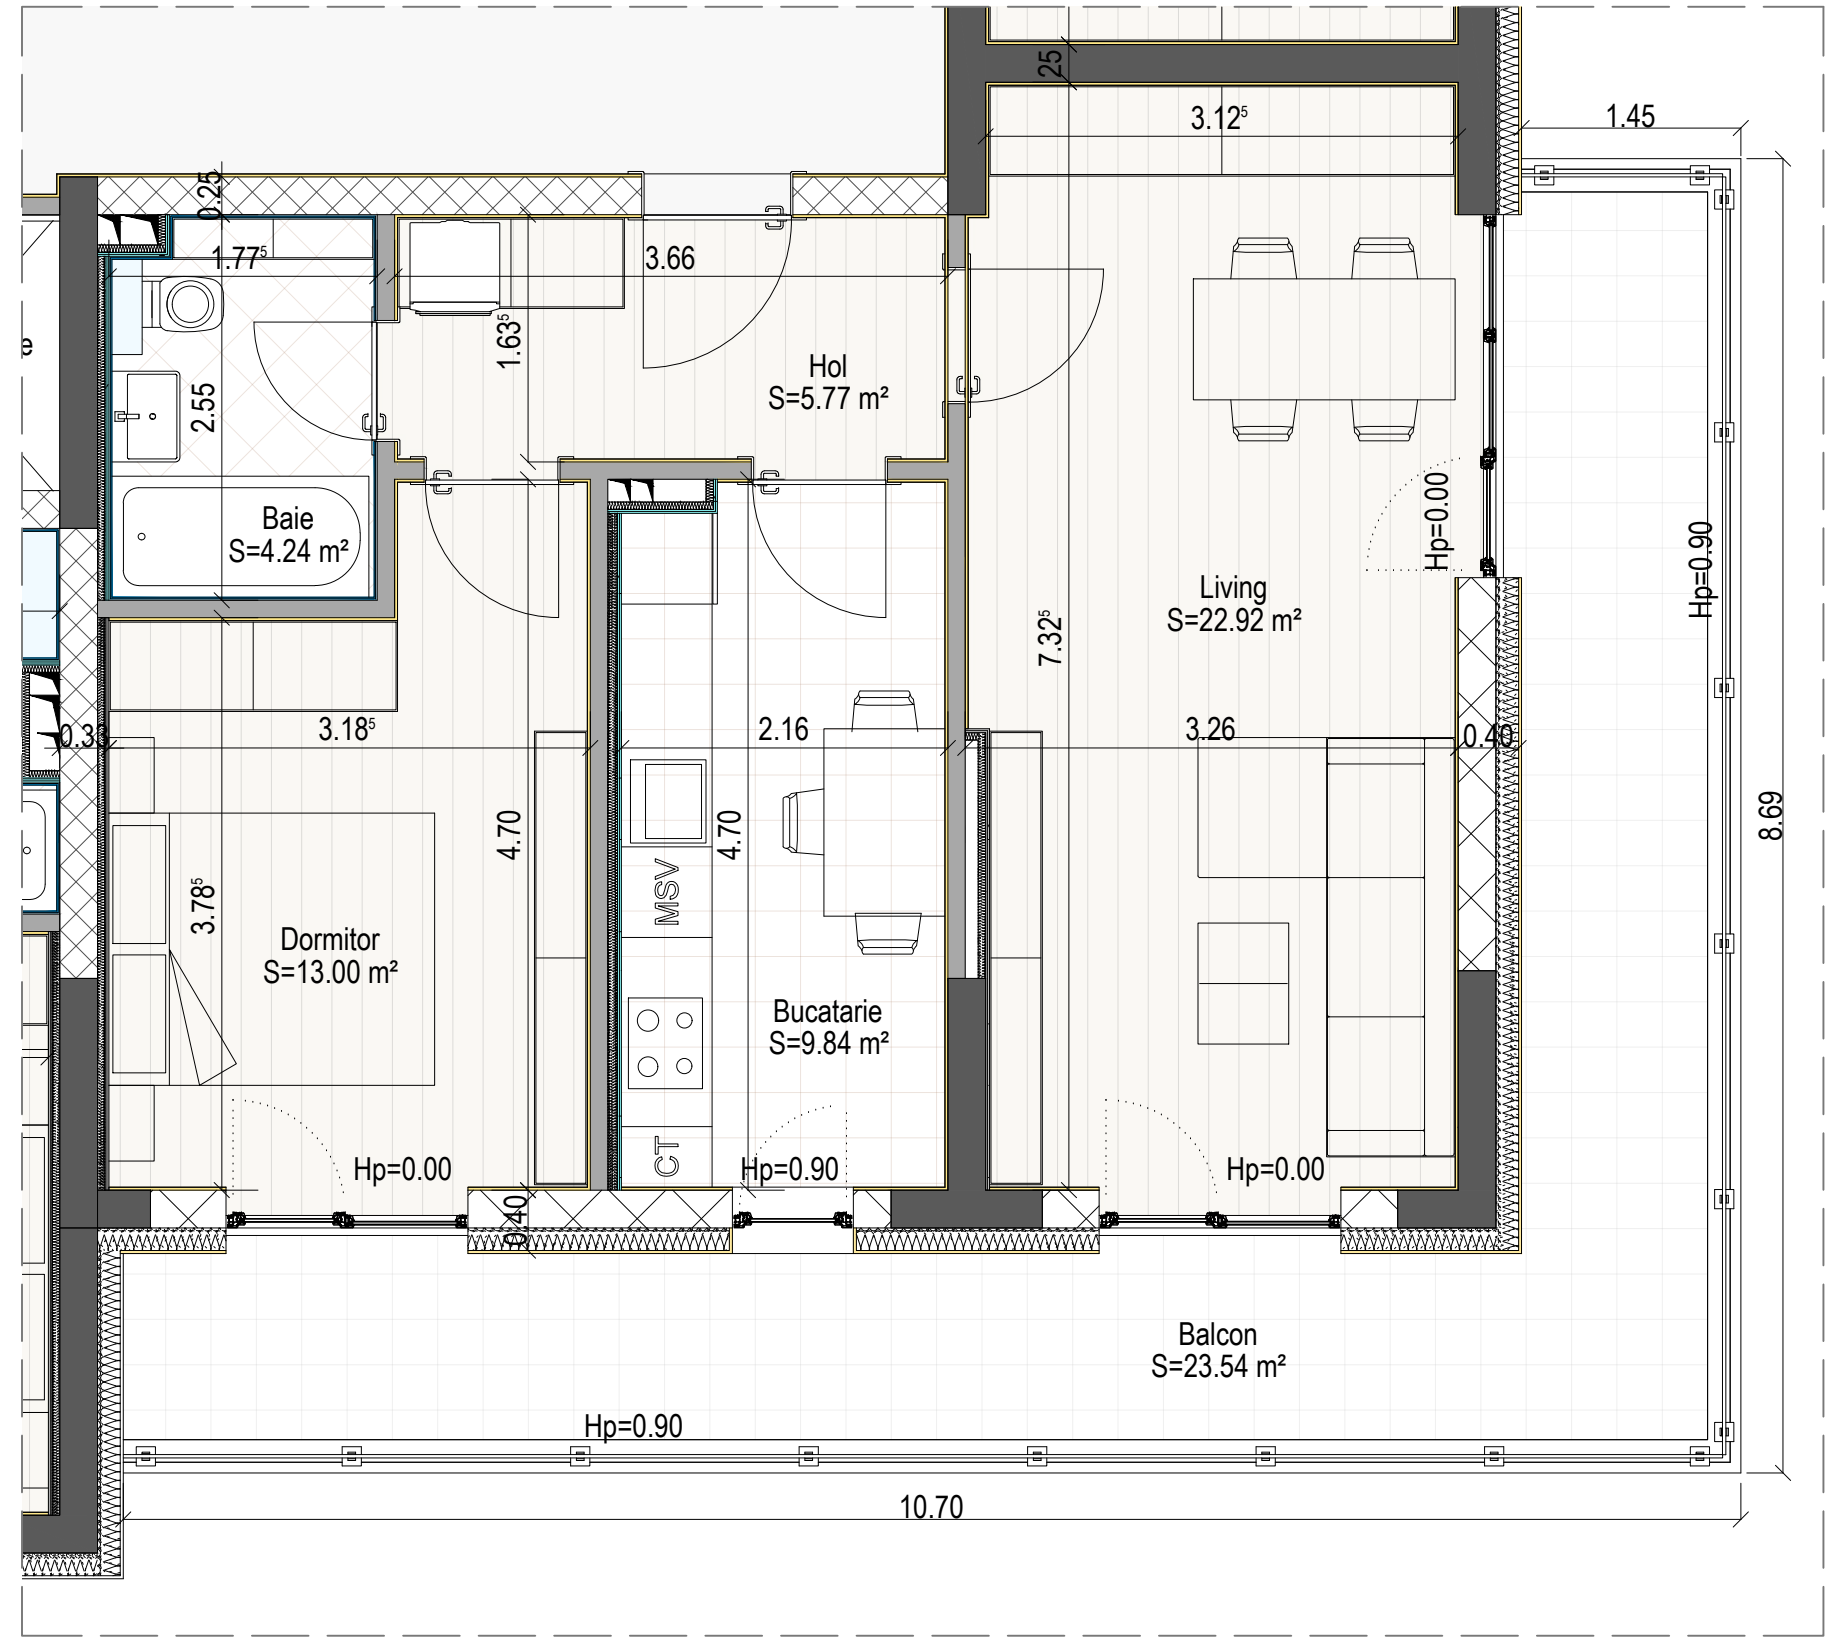 25
3.12⁵
1.45
0.25
1.77⁵
3.66
1.63⁵
e
Hol
S=5.77 m²
2.55
Hp=0.00
Baie
S=4.24 m²
Hp=0.90
Living
S=22.92 m²
7.32⁵
0.33
3.18⁵
2.16
3.26
0.40
8.69
4.70
4.70
MSV
3.78⁵
Dormitor
S=13.00 m²
Bucatarie
S=9.84 m²
CT
Hp=0.00
Hp=0.90
Hp=0.00
0.40
Balcon
S=23.54 m²
Hp=0.90
10.70